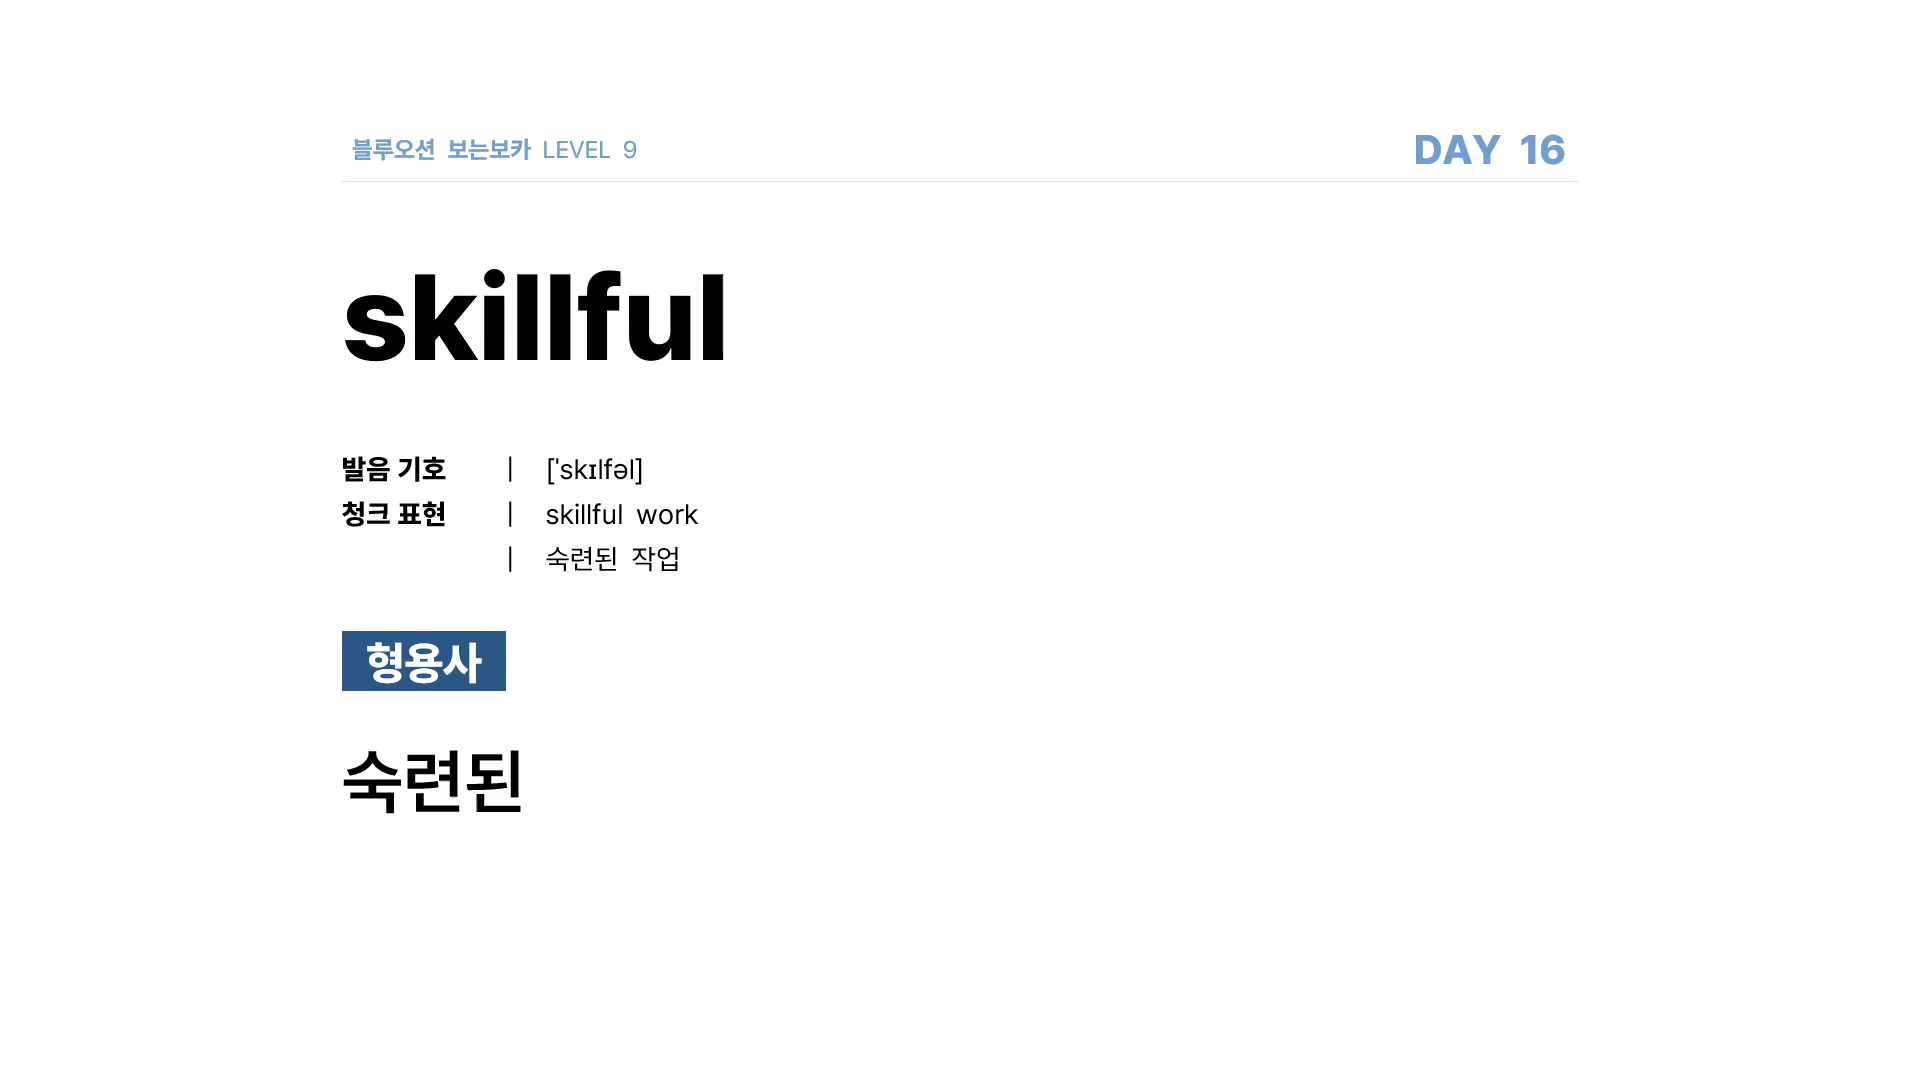 블루오션 보는보카 LEVEL 9
DAY 16
skillful
발음 기호 | [ˈskɪlfəl]
청크 표현 | skillful work
| 숙련된 작업
형용사
숙련된